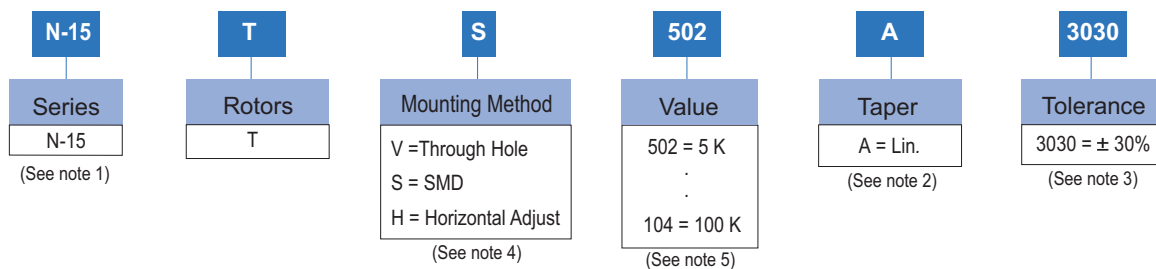 N-15 T S 502 A 3030
Series Rotors Mounting Method Value Taper Tolerance
N-15 T V =Through Hole 502 = 5 K A = Lin. 3030 = ± 30%
(See note 1) S = SMD . (See note 2) (See note 3)
.
H = Horizontal Adjust 104 = 100 K
(See note 4) (See note 5)